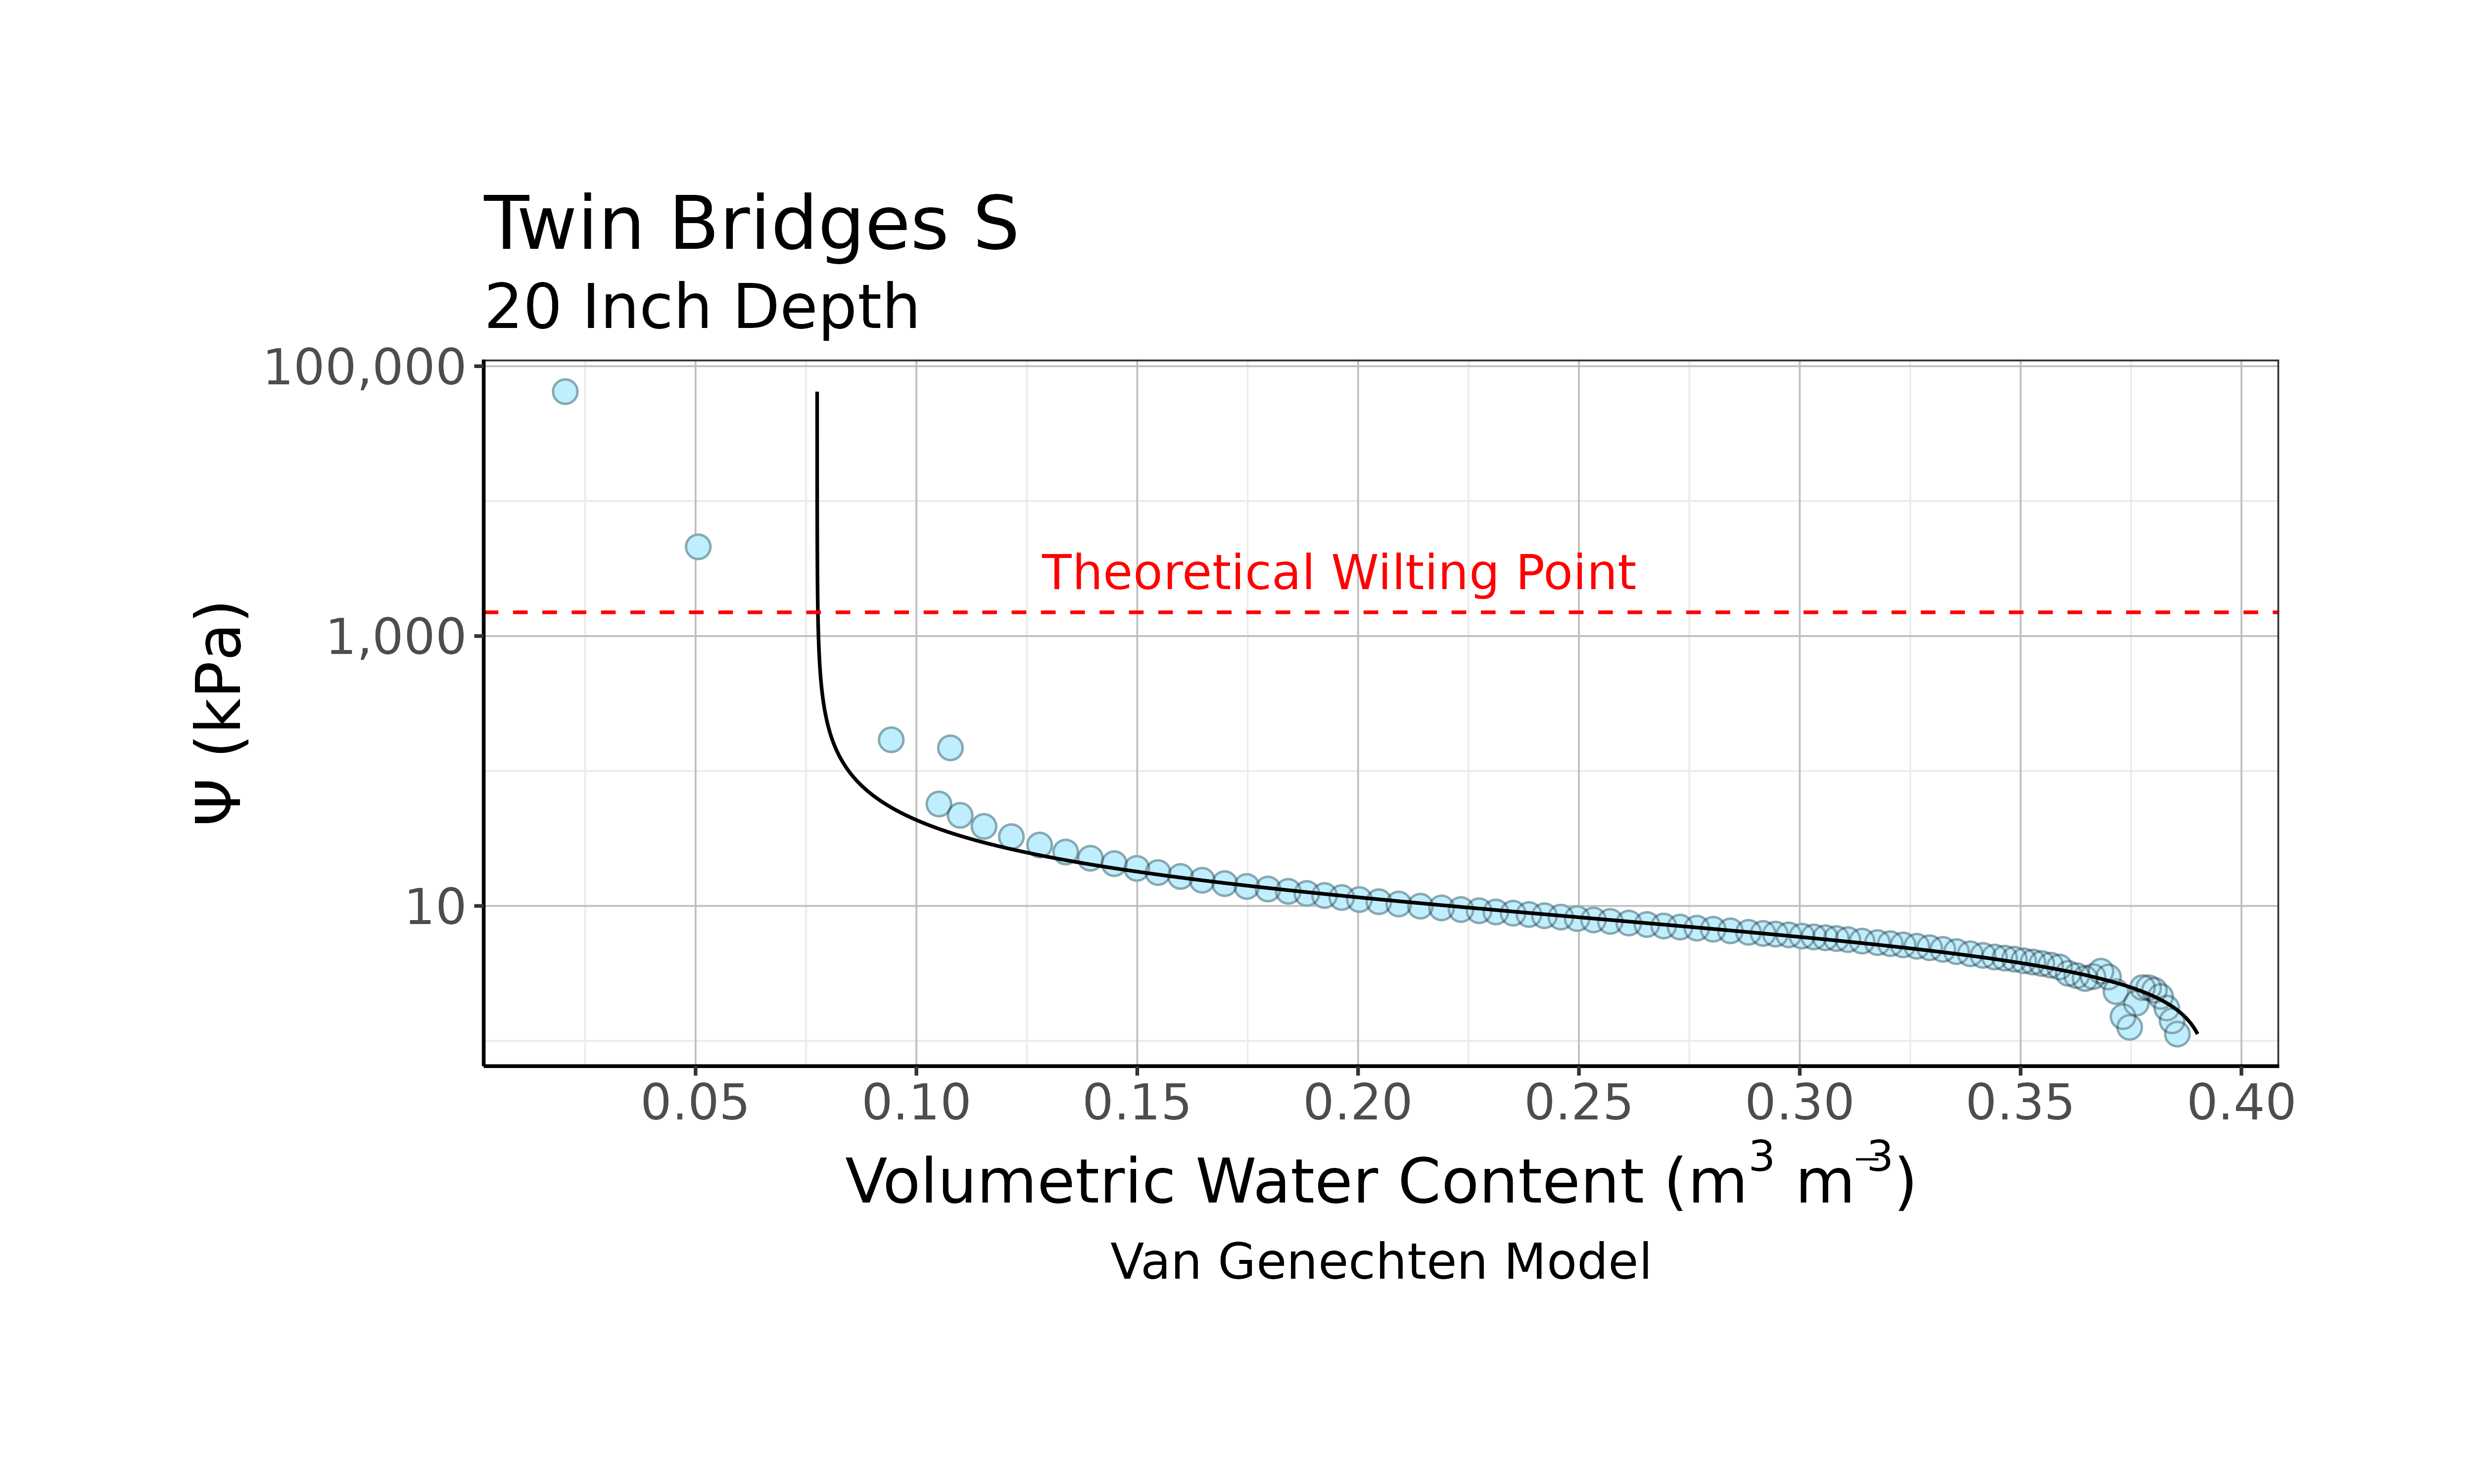 Twin Bridges S
20 Inch Depth
100,000
1,000
10
Ψ (kPa)
Theoretical Wilting Point
0.05 0.10 0.15 0.20 0.25 0.30 0.35 0.40
Volumetric Water Content (m³ m⁻³)
Van Genechten Model